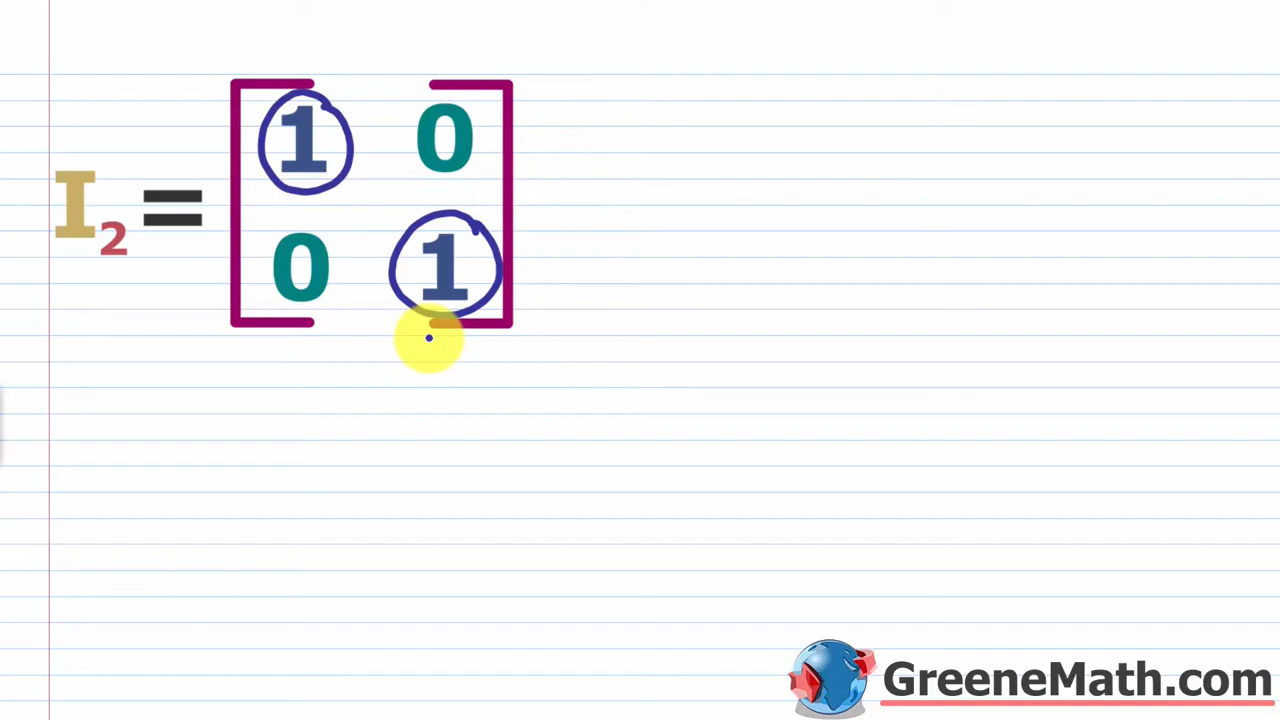 I₂ =
1 0
0 1
GreeneMath.com